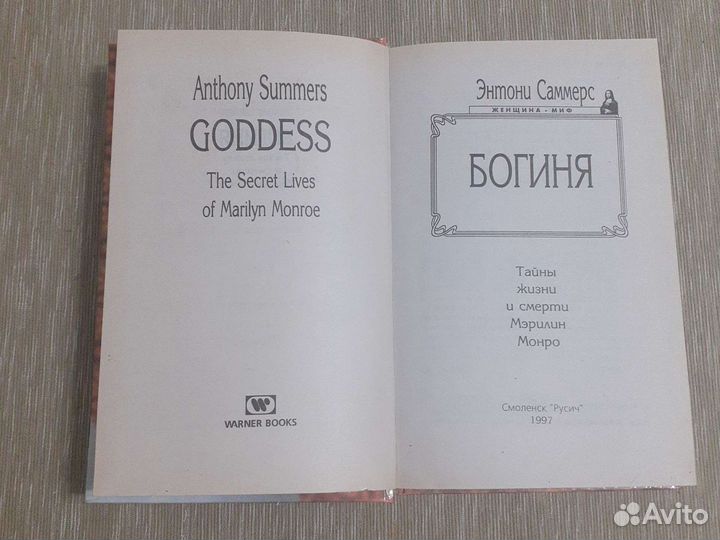 Anthony Summers
GODDESS
The Secret Lives
of Marilyn Monroe
WARNER BOOKS
Энтони Саммерс
ЖЕНЩИНА - МИФ
БОГИНЯ
Тайны
жизни
и смерти
Мэрилин
Монро
Смоленск "Русич"
1997
Avito